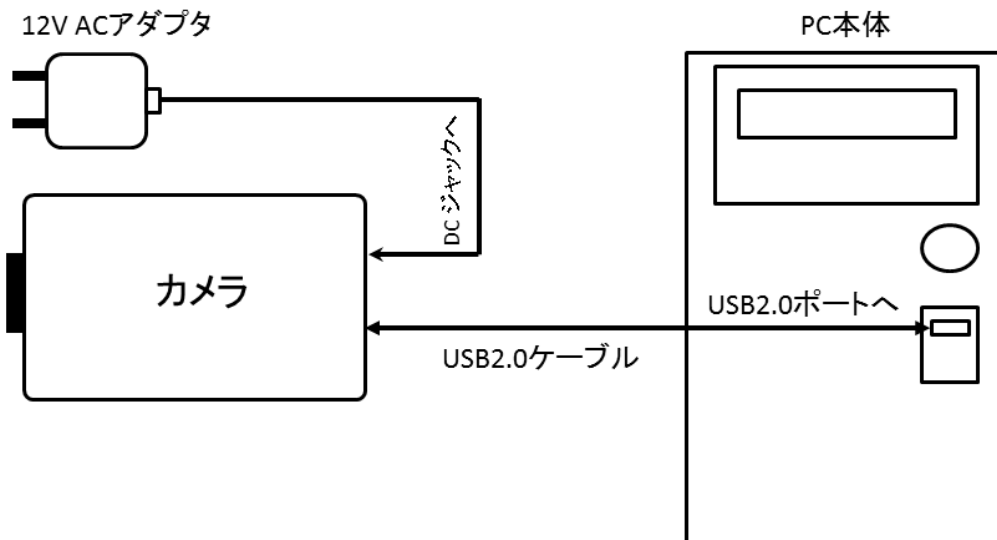 12V ACアダプタ
PC本体
DC ジャックへ
カメラ
USB2.0ポートへ
USB2.0ケーブル